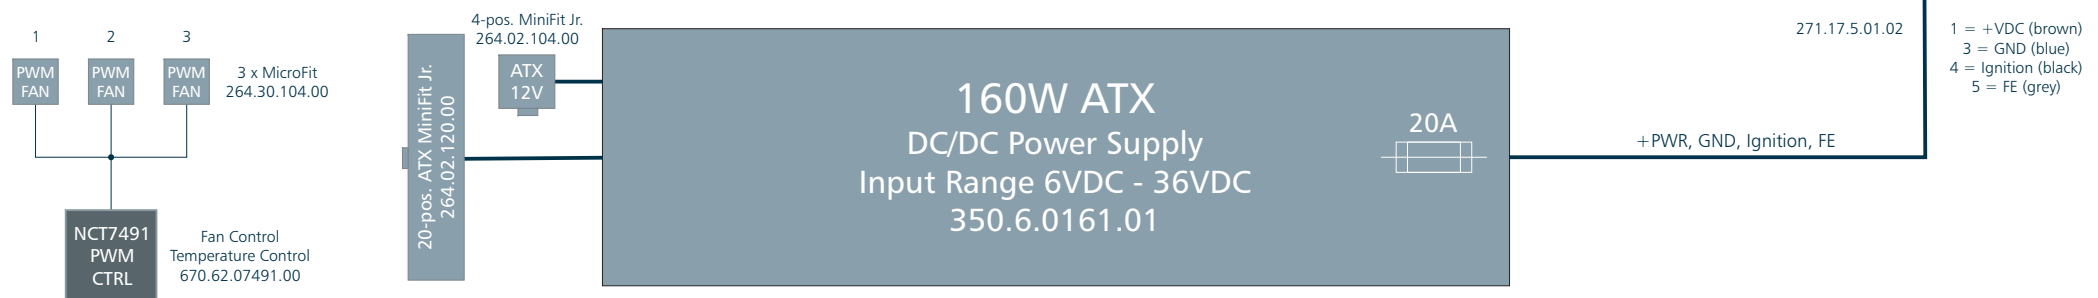 1
2
3
PWM
FAN
PWM
FAN
PWM
FAN
3 x MicroFit
264.30.104.00
NCT7491
PWM
CTRL
Fan Control
Temperature Control
670.62.07491.00
20-pos. ATX MiniFit Jr.
264.02.120.00
4-pos. MiniFit Jr.
264.02.104.00
ATX
12V
160W ATX
DC/DC Power Supply
Input Range 6VDC - 36VDC
350.6.0161.01
20A
+PWR, GND, Ignition, FE
271.17.5.01.02
1 = +VDC (brown)
3 = GND (blue)
4 = Ignition (black)
5 = FE (grey)